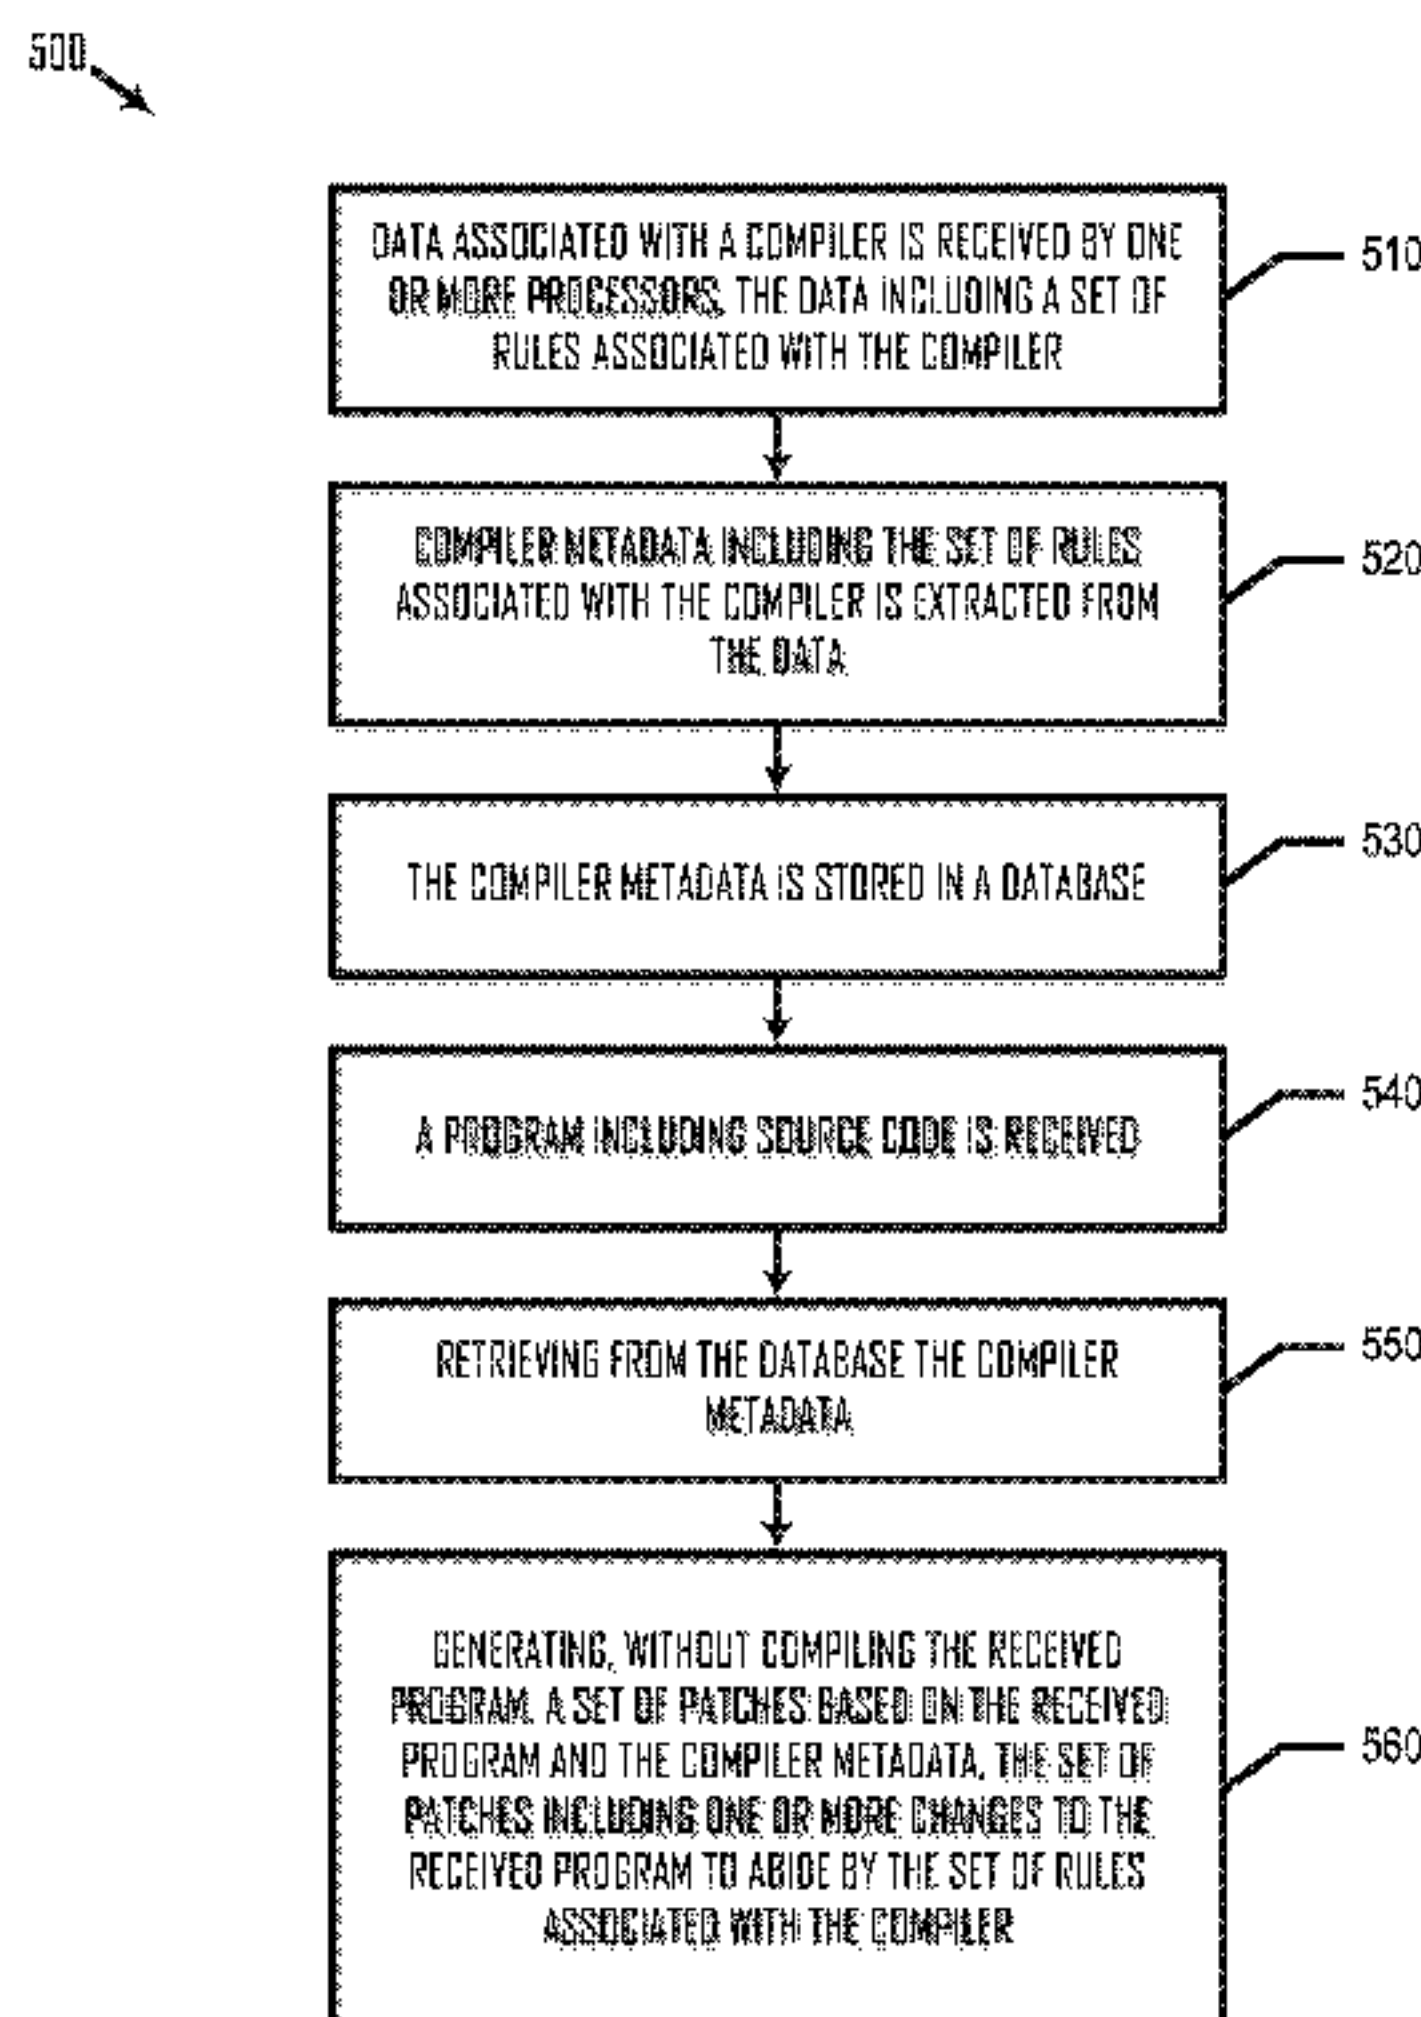 500
DATA ASSOCIATED WITH A COMPILER IS RECEIVED BY ONE
OR MORE PROCESSORS, THE DATA INCLUDING A SET OF
RULES ASSOCIATED WITH THE COMPILER
510
COMPILER METADATA INCLUDING THE SET OF RULES
ASSOCIATED WITH THE COMPILER IS EXTRACTED FROM
THE DATA
520
THE COMPILER METADATA IS STORED IN A DATABASE
530
A PROGRAM INCLUDING SOURCE CODE IS RECEIVED
540
RETRIEVING FROM THE DATABASE THE COMPILER
METADATA
550
GENERATING, WITHOUT COMPILING THE RECEIVED
PROGRAM, A SET OF PATCHES BASED ON THE RECEIVED
PROGRAM AND THE COMPILER METADATA, THE SET OF
PATCHES INCLUDING ONE OR MORE CHANGES TO THE
RECEIVED PROGRAM TO ABIDE BY THE SET OF RULES
ASSOCIATED WITH THE COMPILER
560